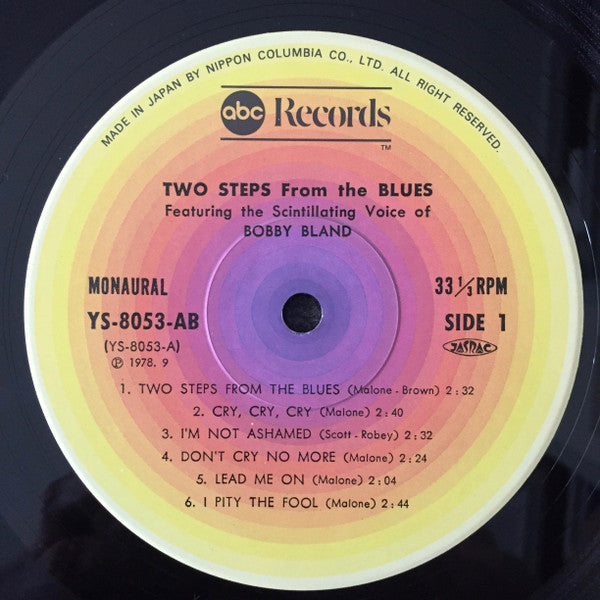 MADE IN JAPAN BY NIPPON COLUMBIA CO., LTD. ALL RIGHT RESERVED.
abc Records
TM
TWO STEPS From the BLUES
Featuring the Scintillating Voice of
BOBBY BLAND
MONAURAL 33 1/3 RPM
YS-8053-AB SIDE 1
(YS-8053-A) JASRAC
Ⓟ 1978. 9
1. TWO STEPS FROM THE BLUES (Malone - Brown) 2 : 32
2. CRY, CRY, CRY (Malone) 2 : 40
3. I'M NOT ASHAMED (Scott - Robey) 2 : 32
4. DON'T CRY NO MORE (Malone) 2 : 24
5. LEAD ME ON (Malone) 2 : 04
6. I PITY THE FOOL (Malone) 2 : 44